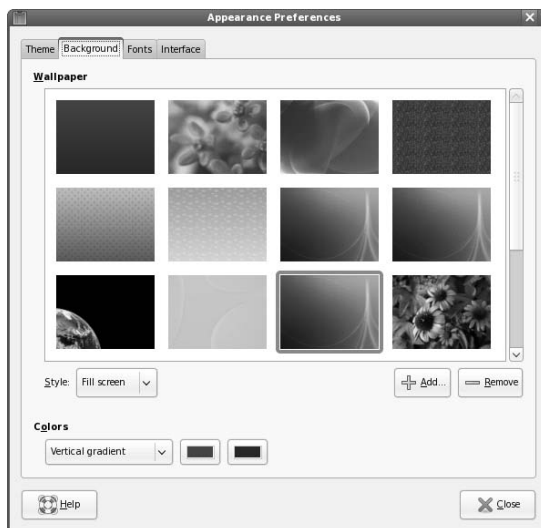 Appearance Preferences
Theme Background Fonts Interface
Wallpaper
Style: Fill screen Add... Remove
Colors
Vertical gradient
Help Close